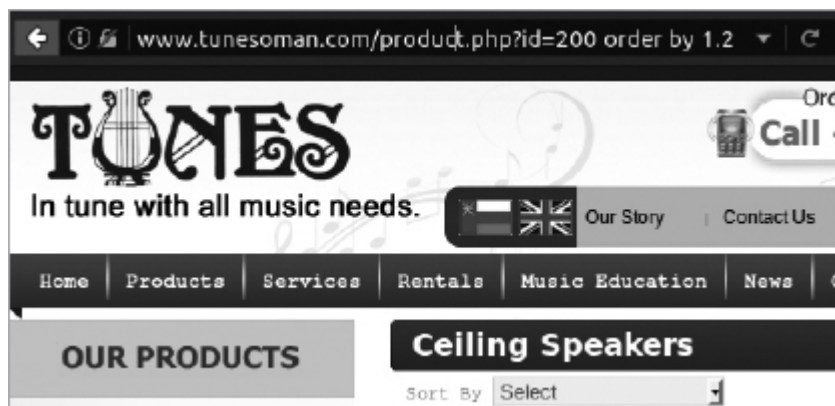 www.tunesoman.com/product.php?id=200 order by 1.2
TUNES
In tune with all music needs.
Call
Our Story | Contact Us
Home Products Services Rentals Music Education News
OUR PRODUCTS
Ceiling Speakers
Sort By Select